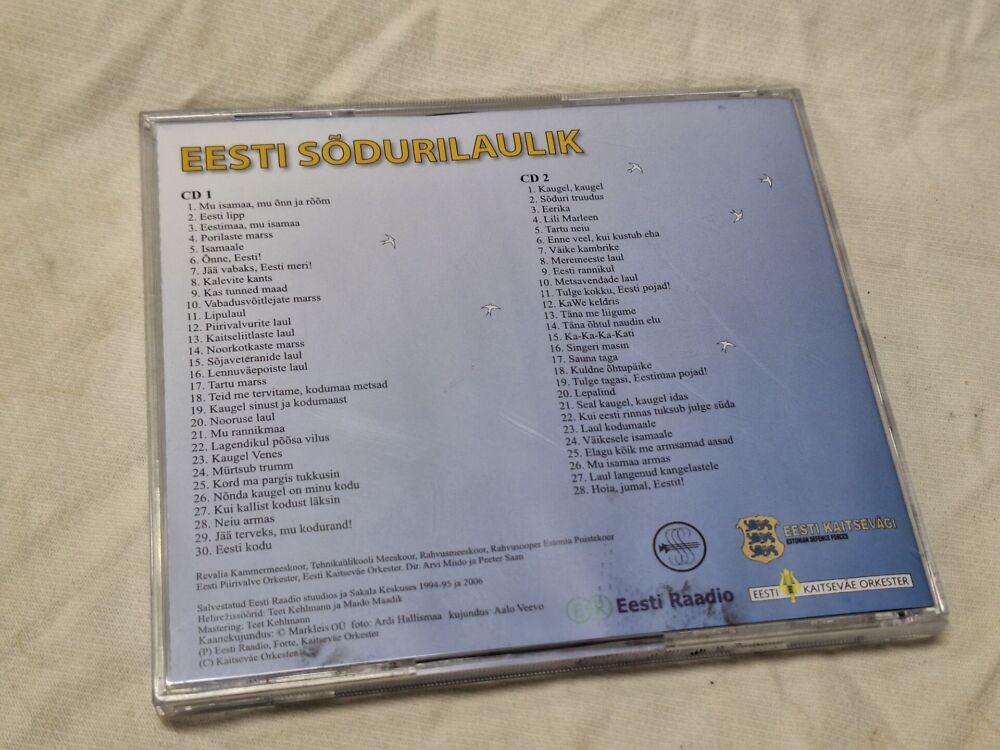 EESTI SÕDURILAULIK
CD 1
1. Mu isamaa, mu õnn ja rõõm
2. Eesti lipp
3. Eestimaa, mu isamaa
4. Porilaste marss
5. Isamaale
6. Õnne, Eesti!
7. Jää vabaks, Eesti meri!
8. Kalevite kants
9. Kas tunned maad
10. Vabadusvõitlejate marss
11. Lipulaul
12. Piirivalvurite laul
13. Kaitseliitlaste laul
14. Noorkotkaste marss
15. Sõjaveteranide laul
16. Lennuväepoiste laul
17. Tartu marss
18. Teid me tervitame, kodumaa metsad
19. Kaugel sinust ja kodumaast
20. Nooruse laul
21. Mu rannikmaa
22. Lagendikul põõsa vilus
23. Kaugel Venes
24. Mürtsub trumm
25. Kord ma pargis tukkusin
26. Nõnda kaugel on minu kodu
27. Kui kallist kodust läksin
28. Neiu armas
29. Jää terveks, mu kodurand!
30. Eesti kodu
CD 2
1. Kaugel, kaugel
2. Sõduri truudus
3. Eerika
4. Lili Marleen
5. Tartu neiu
6. Enne veel, kui kustub eha
7. Väike kambrike
8. Meremeeste laul
9. Eesti rannikul
10. Metsavendade laul
11. Tulge kokku, Eesti pojad!
12. KaWe keldris
13. Täna me liigume
14. Täna õhtul naudin elu
15. Ka-Ka-Ka-Kati
16. Singeri masin
17. Sauna taga
18. Kuldne õhtupäike
19. Tulge tagasi, Eestimaa pojad!
20. Lepalind
21. Seal kaugel, kaugel idas
22. Kui eesti rinnas tuksub julge süda
23. Laul kodumaale
24. Väikesele isamaale
25. Elagu kõik me armsamad aasad
26. Mu isamaa armas
27. Laul langenud kangelastele
28. Hoia, jumal, Eestit!
Revalia Kammermeeskoor, Tehnikaülikooli Meeskoor, Rahvusmeeskoor, Rahvusooper Estonia Poistekoor
Eesti Piirivalve Orkester, Eesti Kaitseväe Orkester. Dir. Arvi Miido ja Peeter Saan
Salvestatud Eesti Raadio stuudios ja Sakala Keskuses 1994-95 ja 2006
Helirežissöörid: Teet Kehlmann ja Maido Maadik
Mastering: Teet Kehlmann
Kaanekujundus: © Markleis OÜ foto: Ardi Hallismaa kujundus Aalo Veevo
(P) Eesti Raadio, Forte, Kaitseväe Orkester
(C) Kaitseväe Orkester
EESTI KAITSEVÄGI
ESTONIAN DEFENCE FORCES
ER Eesti Raadio
EESTI KAITSEVÄE ORKESTER